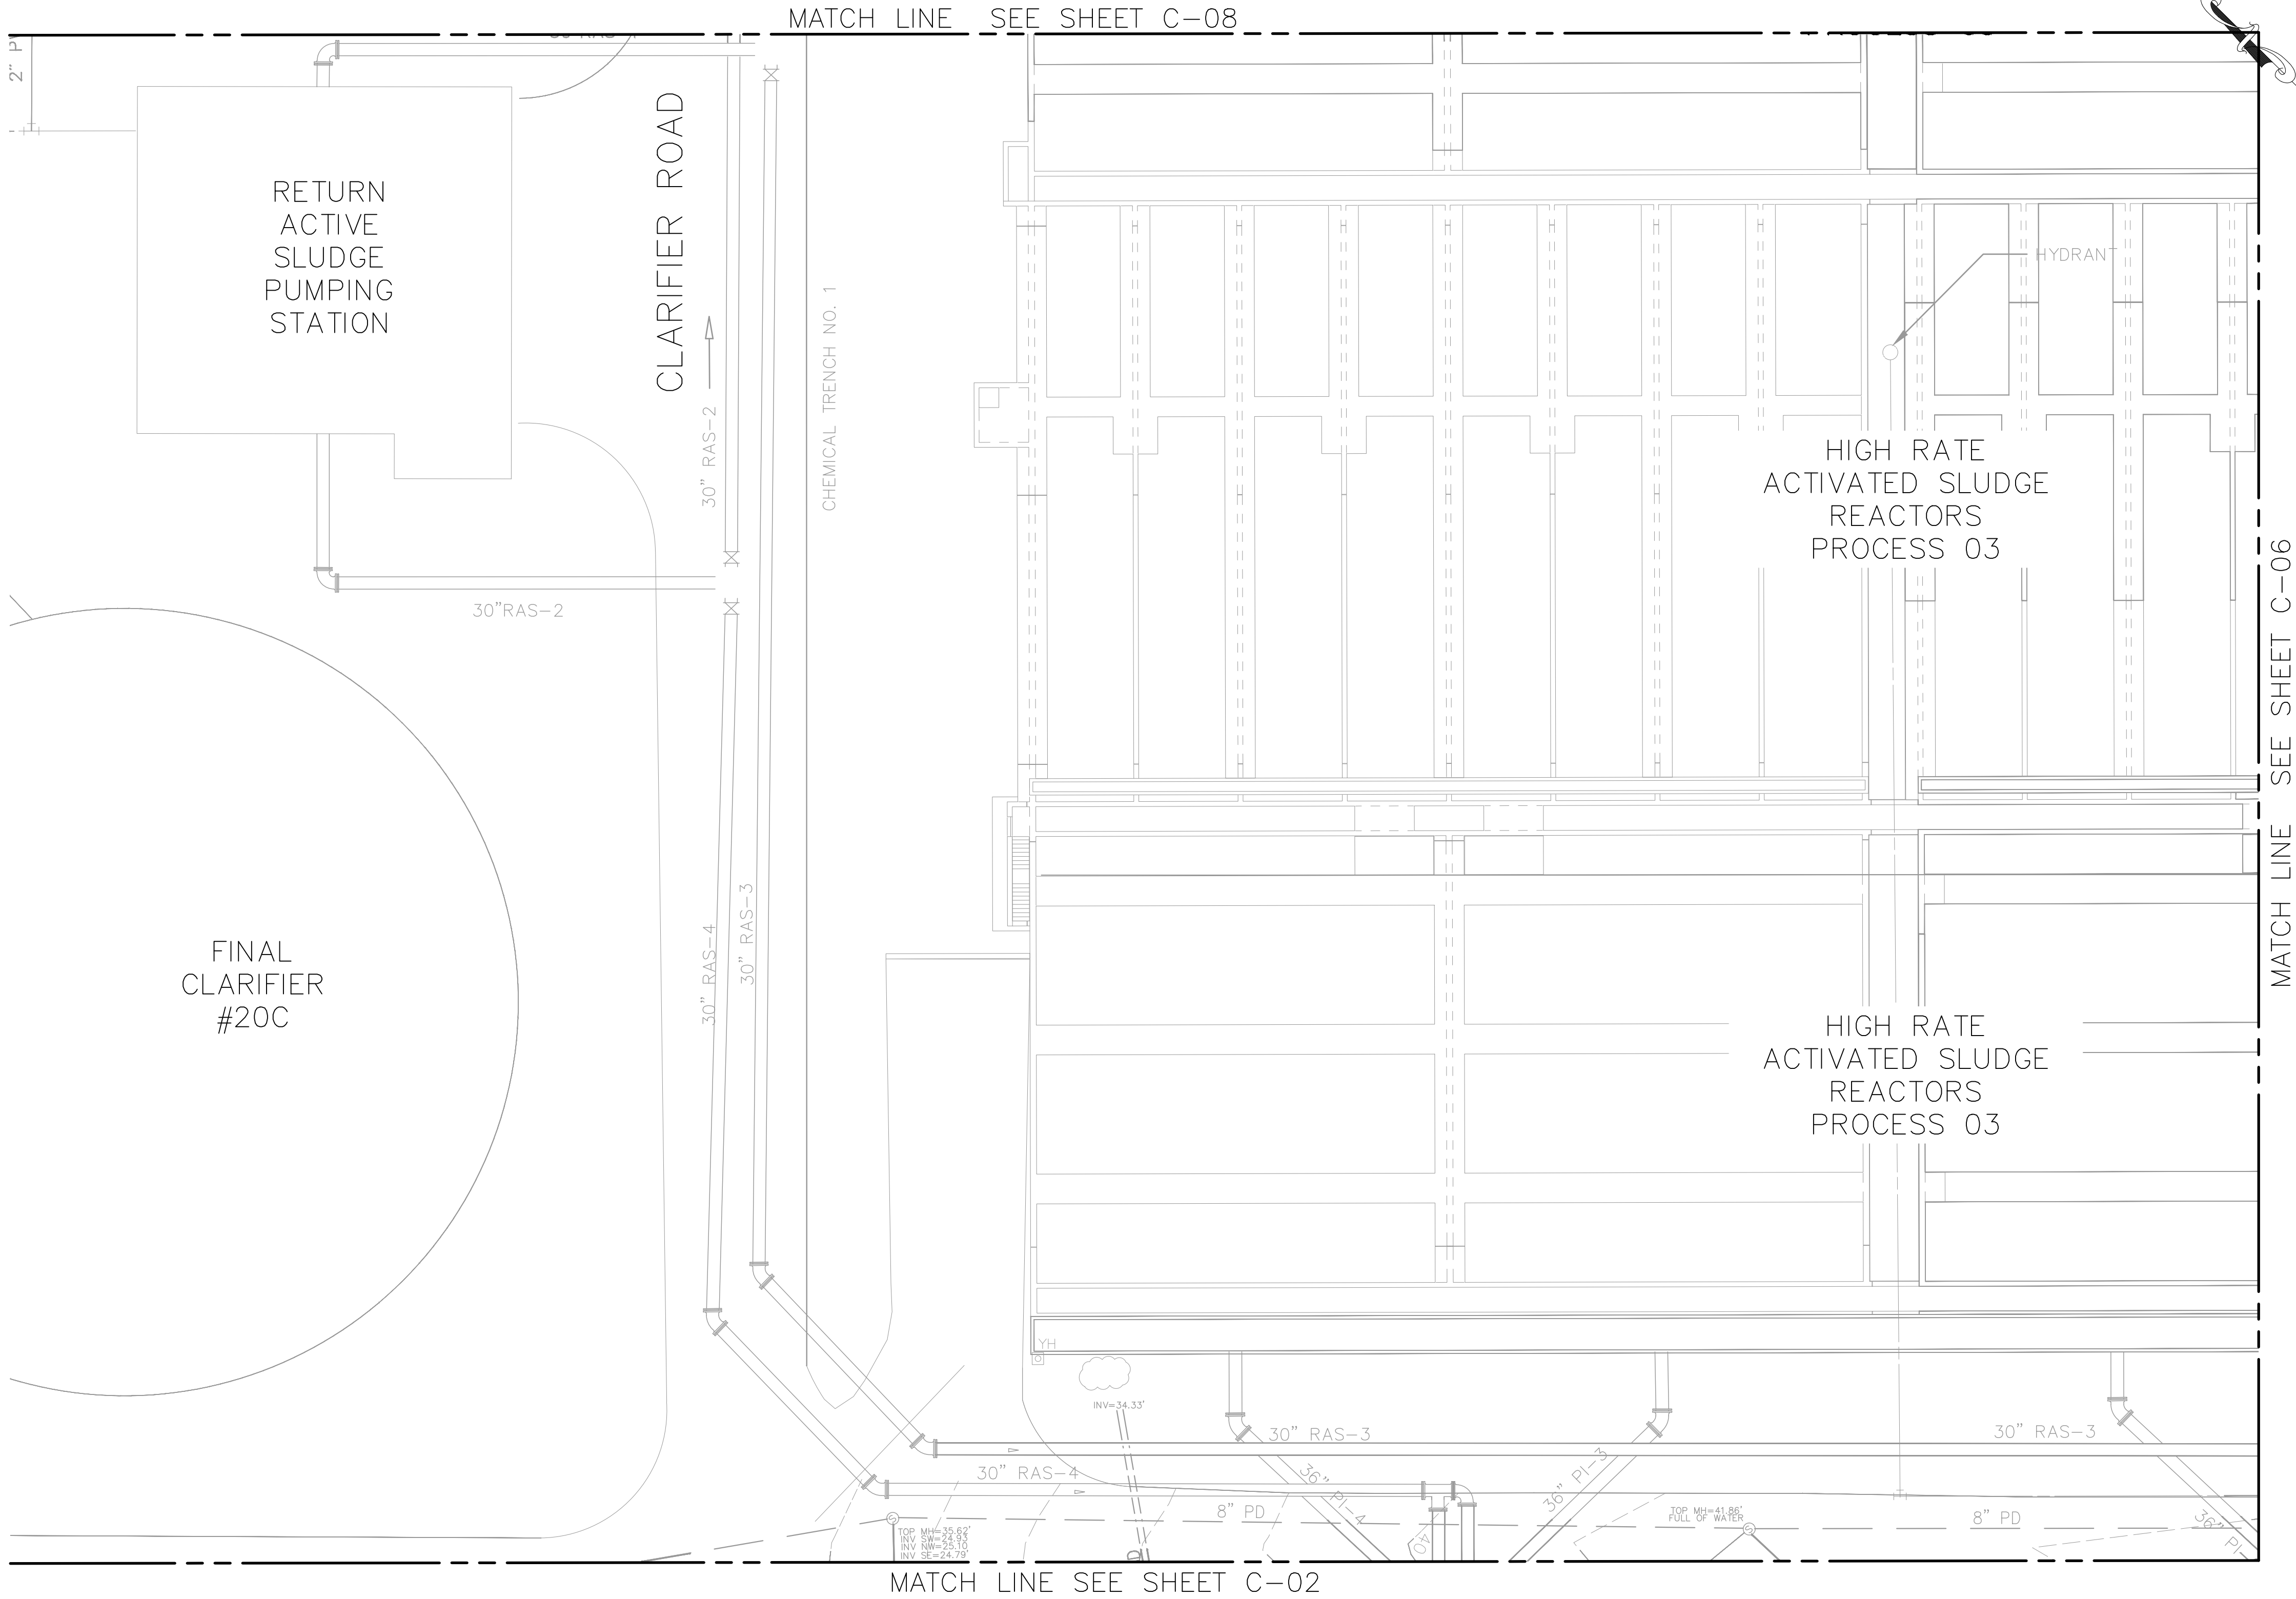 MATCH LINE SEE SHEET C-08
2" P
RETURN
ACTIVE
SLUDGE
PUMPING
STATION
CLARIFIER ROAD
30" RAS-2
CHEMICAL TRENCH NO. 1
HYDRANT
HIGH RATE
ACTIVATED SLUDGE
REACTORS
PROCESS 03
30"RAS-2
MATCH LINE SEE SHEET C-06
FINAL
CLARIFIER
#20C
30" RAS-4
30" RAS-3
HIGH RATE
ACTIVATED SLUDGE
REACTORS
PROCESS 03
YH
INV=34.33'
30" RAS-3
30" RAS-3
30" RAS-4
36" PI-4
36" PI-3
8" PD
TOP MH=41.86'
FULL OF WATER
8" PD
36" PI-
TOP MH=35.62'
INV SW=24.93
INV NW=25.10
INV SE=24.79'
D
40
MATCH LINE SEE SHEET C-02